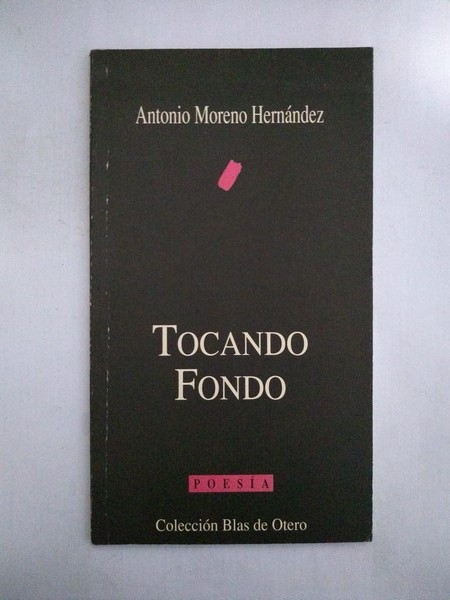 Antonio Moreno Hernández
TOCANDO
FONDO
POESÍA
Colección Blas de Otero